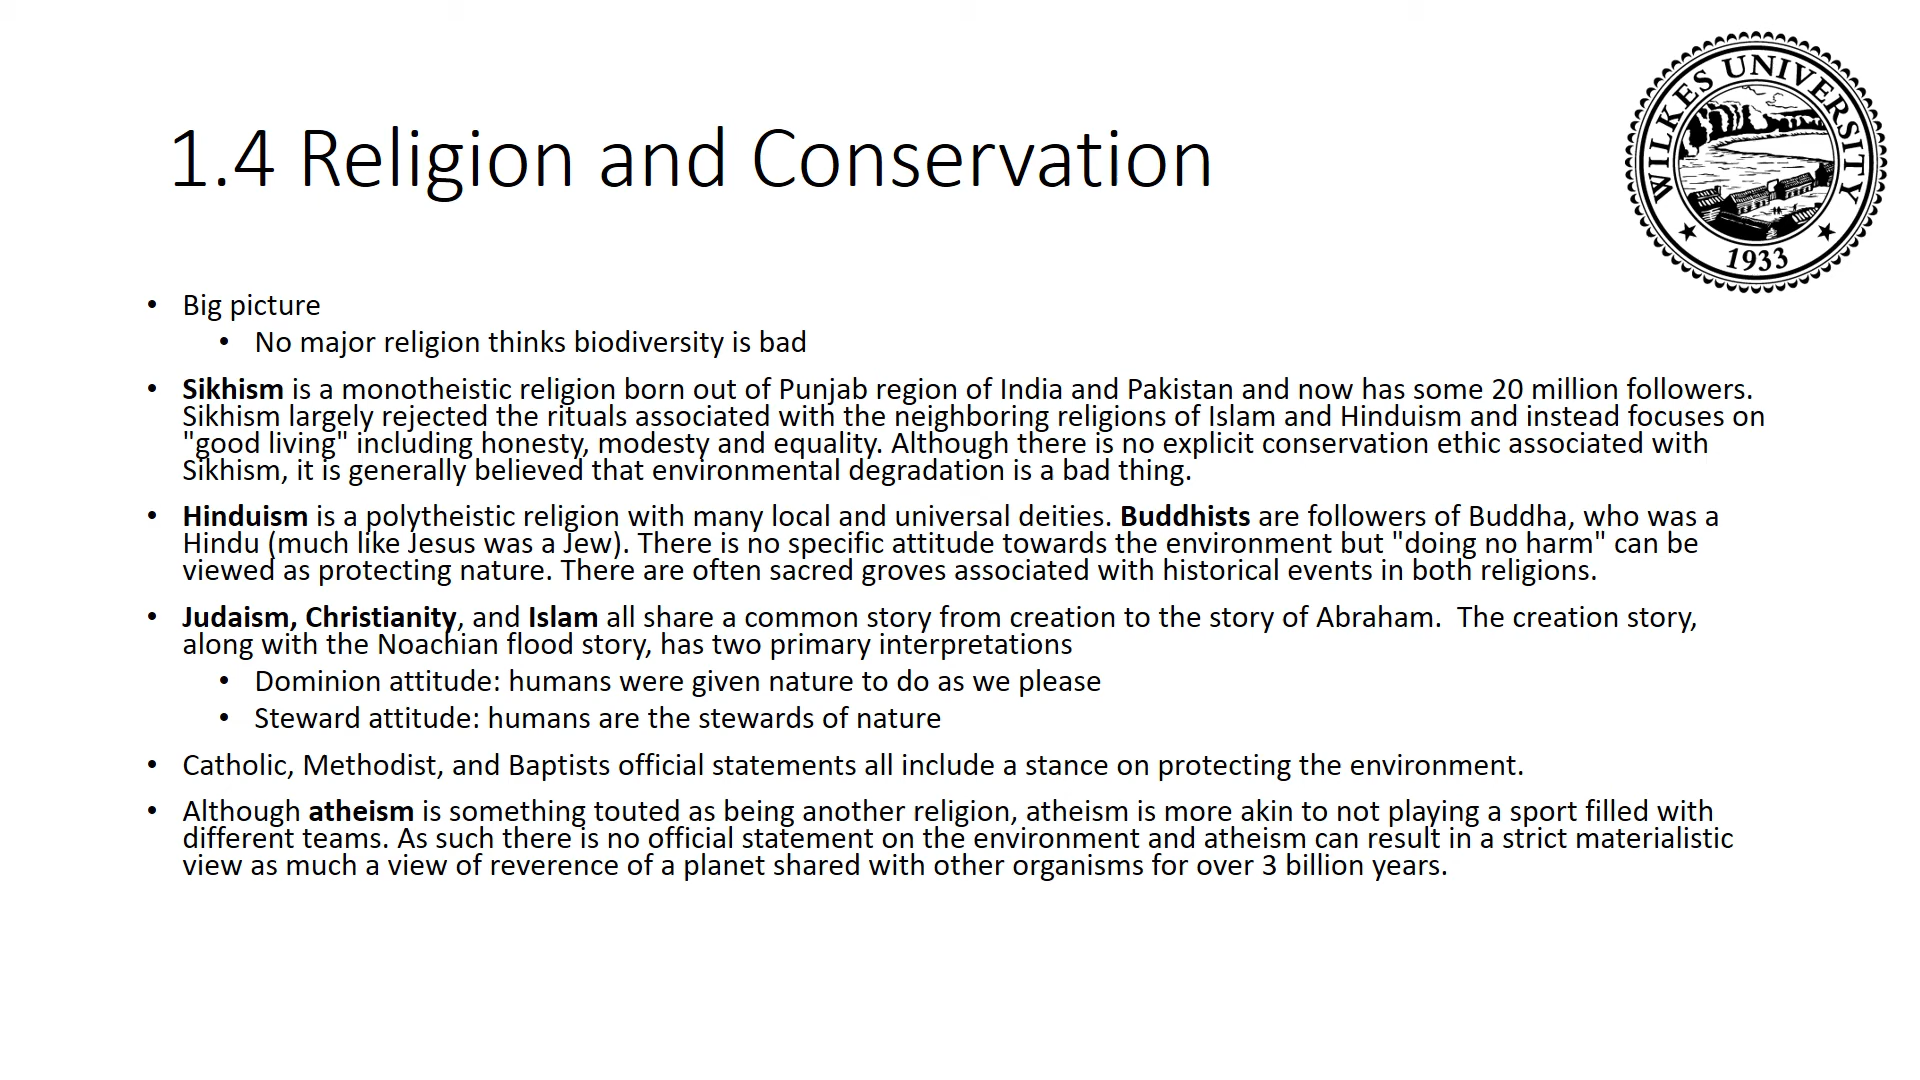 WILKES UNIVERSITY
1933
1.4 Religion and Conservation
• Big picture
• No major religion thinks biodiversity is bad
• Sikhism is a monotheistic religion born out of Punjab region of India and Pakistan and now has some 20 million followers.
Sikhism largely rejected the rituals associated with the neighboring religions of Islam and Hinduism and instead focuses on
"good living" including honesty, modesty and equality. Although there is no explicit conservation ethic associated with
Sikhism, it is generally believed that environmental degradation is a bad thing.
• Hinduism is a polytheistic religion with many local and universal deities. Buddhists are followers of Buddha, who was a
Hindu (much like Jesus was a Jew). There is no specific attitude towards the environment but "doing no harm" can be
viewed as protecting nature. There are often sacred groves associated with historical events in both religions.
• Judaism, Christianity, and Islam all share a common story from creation to the story of Abraham.  The creation story,
along with the Noachian flood story, has two primary interpretations
• Dominion attitude: humans were given nature to do as we please
• Steward attitude: humans are the stewards of nature
• Catholic, Methodist, and Baptists official statements all include a stance on protecting the environment.
• Although atheism is something touted as being another religion, atheism is more akin to not playing a sport filled with
different teams. As such there is no official statement on the environment and atheism can result in a strict materialistic
view as much a view of reverence of a planet shared with other organisms for over 3 billion years.